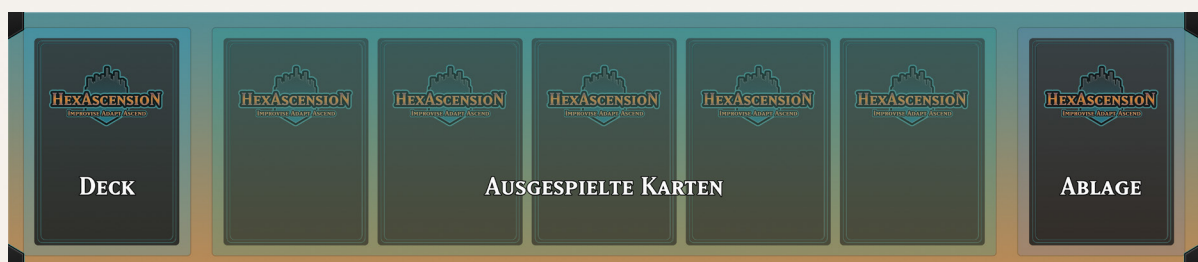 HexAscension
Improvise Adapt Ascend
HexAscension
Improvise Adapt Ascend
HexAscension
Improvise Adapt Ascend
HexAscension
Improvise Adapt Ascend
HexAscension
Improvise Adapt Ascend
HexAscension
Improvise Adapt Ascend
HexAscension
Improvise Adapt Ascend
Deck
Ausgespielte Karten
Ablage